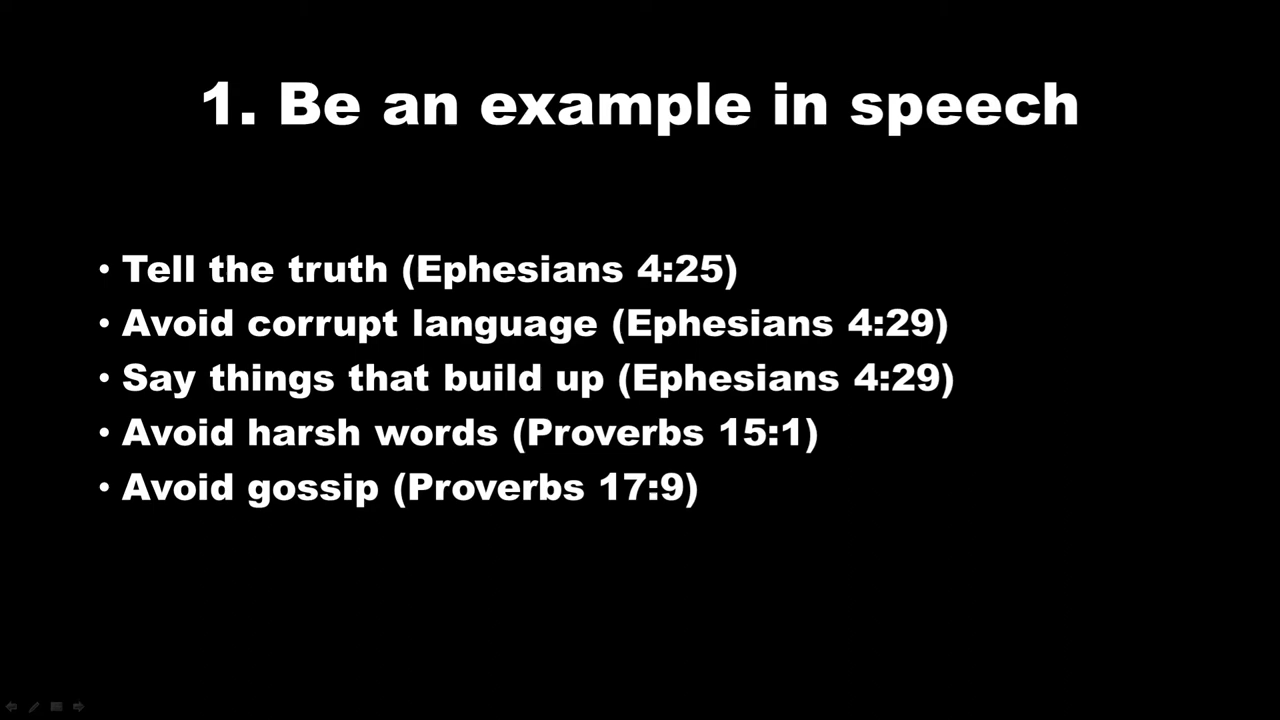 1. Be an example in speech
• Tell the truth (Ephesians 4:25)
• Avoid corrupt language (Ephesians 4:29)
• Say things that build up (Ephesians 4:29)
• Avoid harsh words (Proverbs 15:1)
• Avoid gossip (Proverbs 17:9)